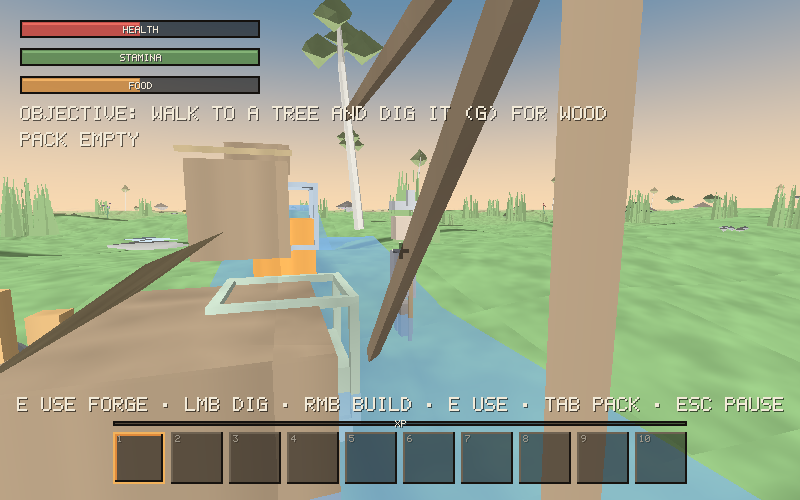 HEALTH
STAMINA
FOOD
OBJECTIVE: WALK TO A TREE AND DIG IT (G) FOR WOOD
PACK EMPTY
E USE FORGE · LMB DIG · RMB BUILD · E USE · TAB PACK · ESC PAUSE
XP
1 2 3 4 5 6 7 8 9 10